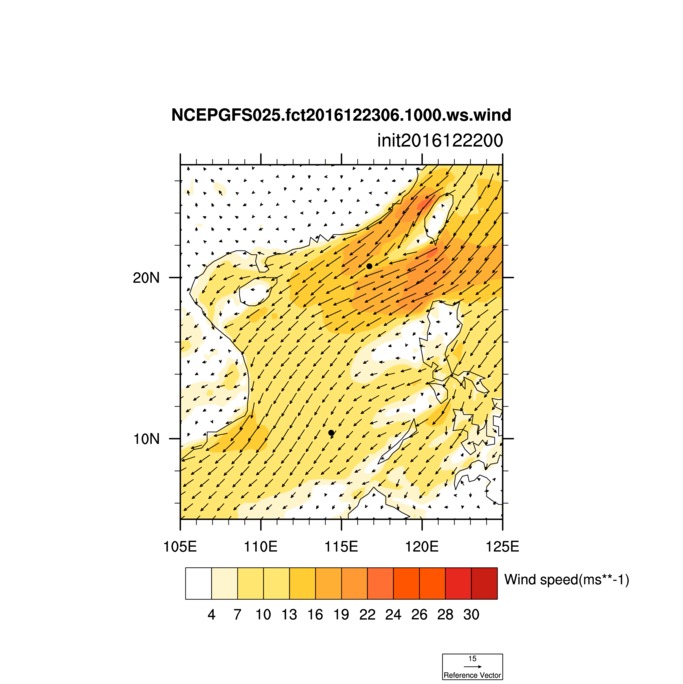 NCEPGFS025.fct2016122306.1000.ws.wind
init2016122200
20N
10N
105E 110E 115E 120E 125E
Wind speed(ms**-1)
4 7 10 13 16 19 22 24 26 28 30
15
Reference Vector